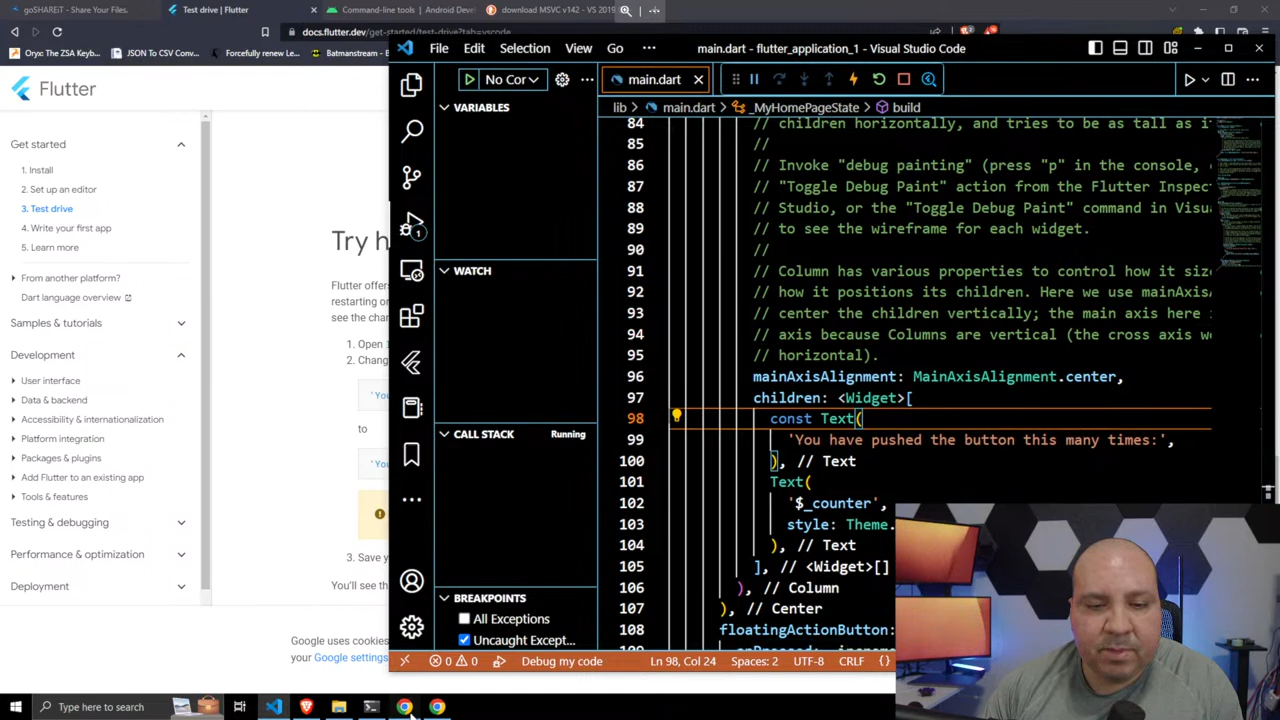 goSHAREiT - Share Your Files.
Test drive | Flutter
Command-line tools | Android Deve
download MSVC v142 - VS 2019
docs.flutter.dev/get-started/test-drive?tab=vscode
Oryx: The ZSA Keyb...
JSON To CSV Conv...
Forcefully renew Le...
Batmanstream
Flutter
Get started
1. Install
2. Set up an editor
3. Test drive
4. Write your first app
5. Learn more
From another platform?
Dart language overview
Samples & tutorials
Development
User interface
Data & backend
Accessibility & internationalization
Platform integration
Packages & plugins
Add Flutter to an existing app
Tools & features
Testing & debugging
Performance & optimization
Deployment
Try h
Flutter offers
restarting or
see the chan
1. Open
2. Chang
'You
to
'You
3. Save yo
You'll see th
Google uses cookies
your Google settings
File Edit Selection View Go ···
main.dart - flutter_application_1 - Visual Studio Code
No Cor
main.dart
lib > main.dart > _MyHomePageState > build
VARIABLES
WATCH
CALL STACK Running
BREAKPOINTS
All Exceptions
Uncaught Except...
1
84 // children horizontally, and tries to be as tall as i
85 //
86 // Invoke "debug painting" (press "p" in the console,
87 // "Toggle Debug Paint" action from the Flutter Inspec
88 // Studio, or the "Toggle Debug Paint" command in Visu
89 // to see the wireframe for each widget.
90 //
91 // Column has various properties to control how it siz
92 // how it positions its children. Here we use mainAxis
93 // center the children vertically; the main axis here
94 // axis because Columns are vertical (the cross axis w
95 // horizontal).
96 mainAxisAlignment: MainAxisAlignment.center,
97 children: <Widget>[
98 const Text(
99 'You have pushed the button this many times:',
100 ), // Text
101 Text(
102 '$_counter',
103 style: Theme.
104 ), // Text
105 ], // <Widget>[]
106 ), // Column
107 ), // Center
108 floatingActionButton:
0 0
Debug my code
Ln 98, Col 24
Spaces: 2
UTF-8
CRLF
{}
Type here to search